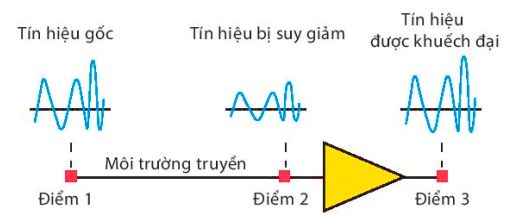 Tín hiệu gốc
Tín hiệu bị suy giảm
Tín hiệu
được khuếch đại
Môi trường truyền
Điểm 1
Điểm 2
Điểm 3